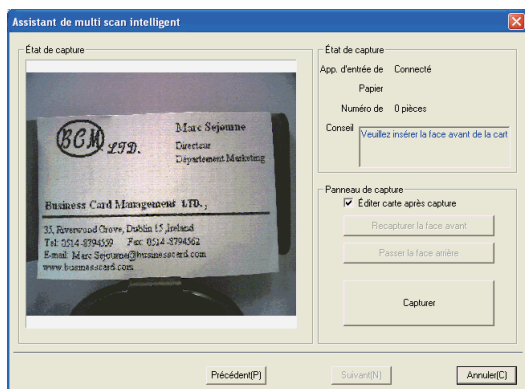 Assistant de multi scan intelligent
État de capture
BCM LTD.
Marc Sejourne
Directeur
Département Marketing
Business Card Management LTD.,
35, Riverwood Grove, Dublin 15 ,Ireland
Tel: 0514-8794559 Fax: 0514-8794562
E-mail: Marc Sejourne@businesscard.com
www.businesscard.com
État de capture
App. d'entrée de Connecté
Papier
Numéro de 0 pièces
Conseil Veuillez insérer la face avant de la cart
Panneau de capture
Éditer carte après capture
Recapturer la face avant
Passer la face arrière
Capturer
Précédent(P) Suivant(N) Annuler(C)